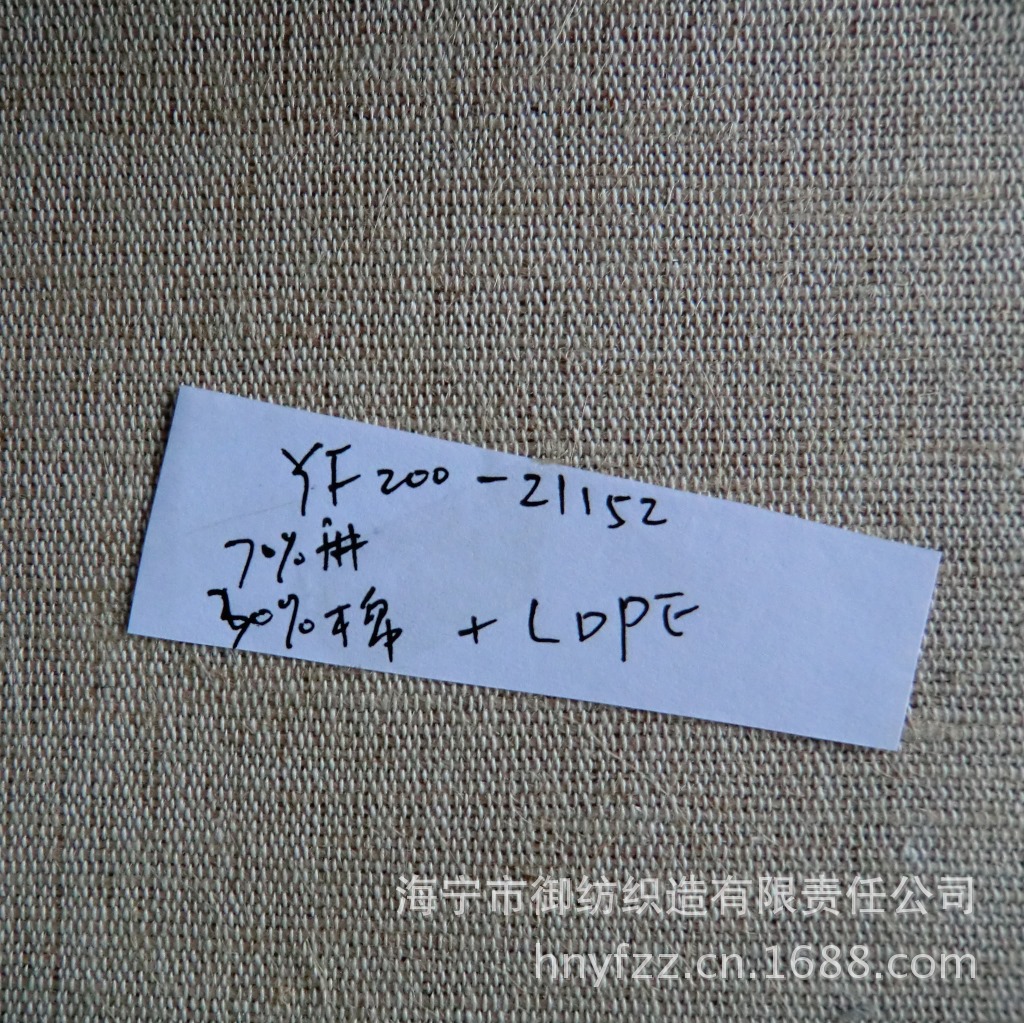 YF200-21152
70%麻
30%棉 + LDPE
海宁市御纺织造有限责任公司
hnyfzz.cn.1688.com